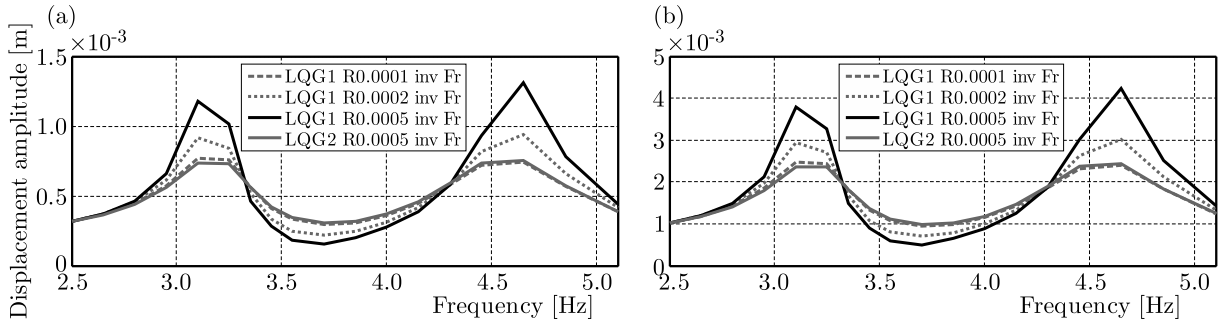 (a)
Displacement amplitude [m]
×10⁻³
1.5
1.0
0.5
0
LQG1 R0.0001 inv Fr
LQG1 R0.0002 inv Fr
LQG1 R0.0005 inv Fr
LQG2 R0.0005 inv Fr
2.5 3.0 3.5 4.0 4.5 5.0
Frequency [Hz]
(b)
×10⁻³
5
4
3
2
1
0
LQG1 R0.0001 inv Fr
LQG1 R0.0002 inv Fr
LQG1 R0.0005 inv Fr
LQG2 R0.0005 inv Fr
2.5 3.0 3.5 4.0 4.5 5.0
Frequency [Hz]